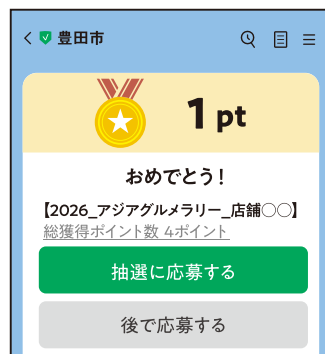 豊田市
1 pt
おめでとう！
【2026_アジアグルメラリー_店舗○○】
総獲得ポイント数 4ポイント
抽選に応募する
後で応募する